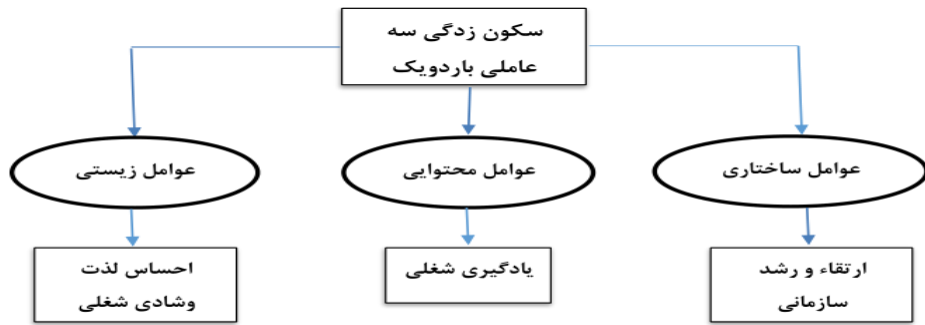 سکون زدگی سه
عاملی باردویک
عوامل ساختاری
عوامل محتوایی
عوامل زیستی
ارتقاء و رشد
سازمانی
یادگیری شغلی
احساس لذت
وشادی شغلی